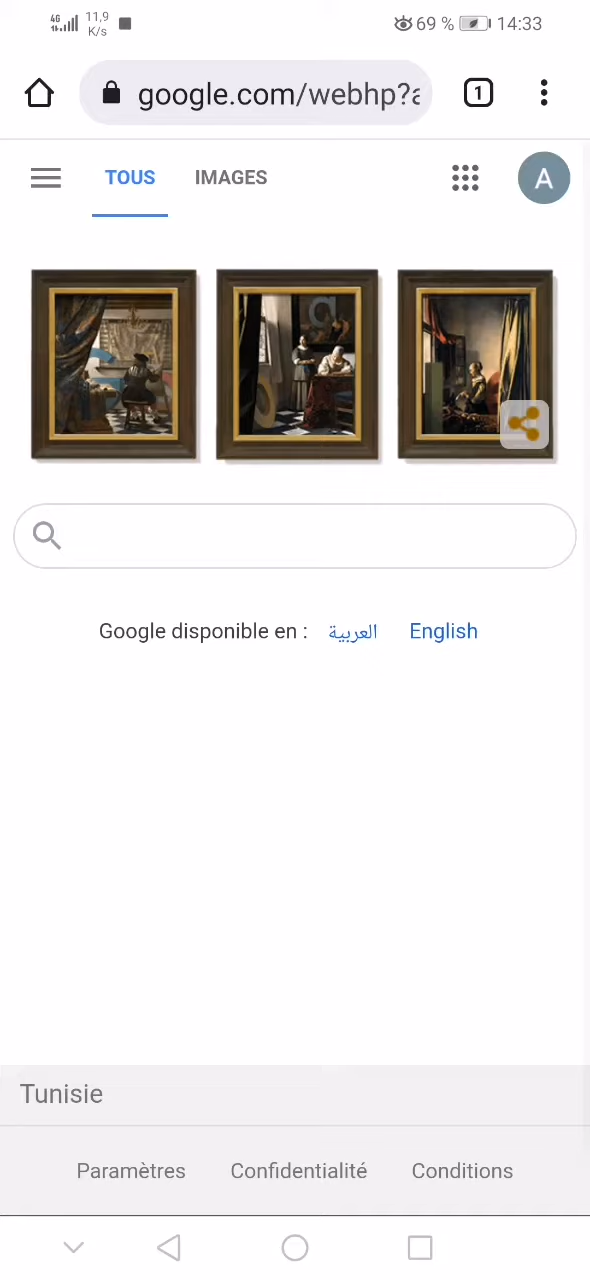 4G 11,9 K/s 69 % 14:33
google.com/webhp?a 1
TOUS IMAGES A
Google disponible en : العربية English
Tunisie
Paramètres Confidentialité Conditions